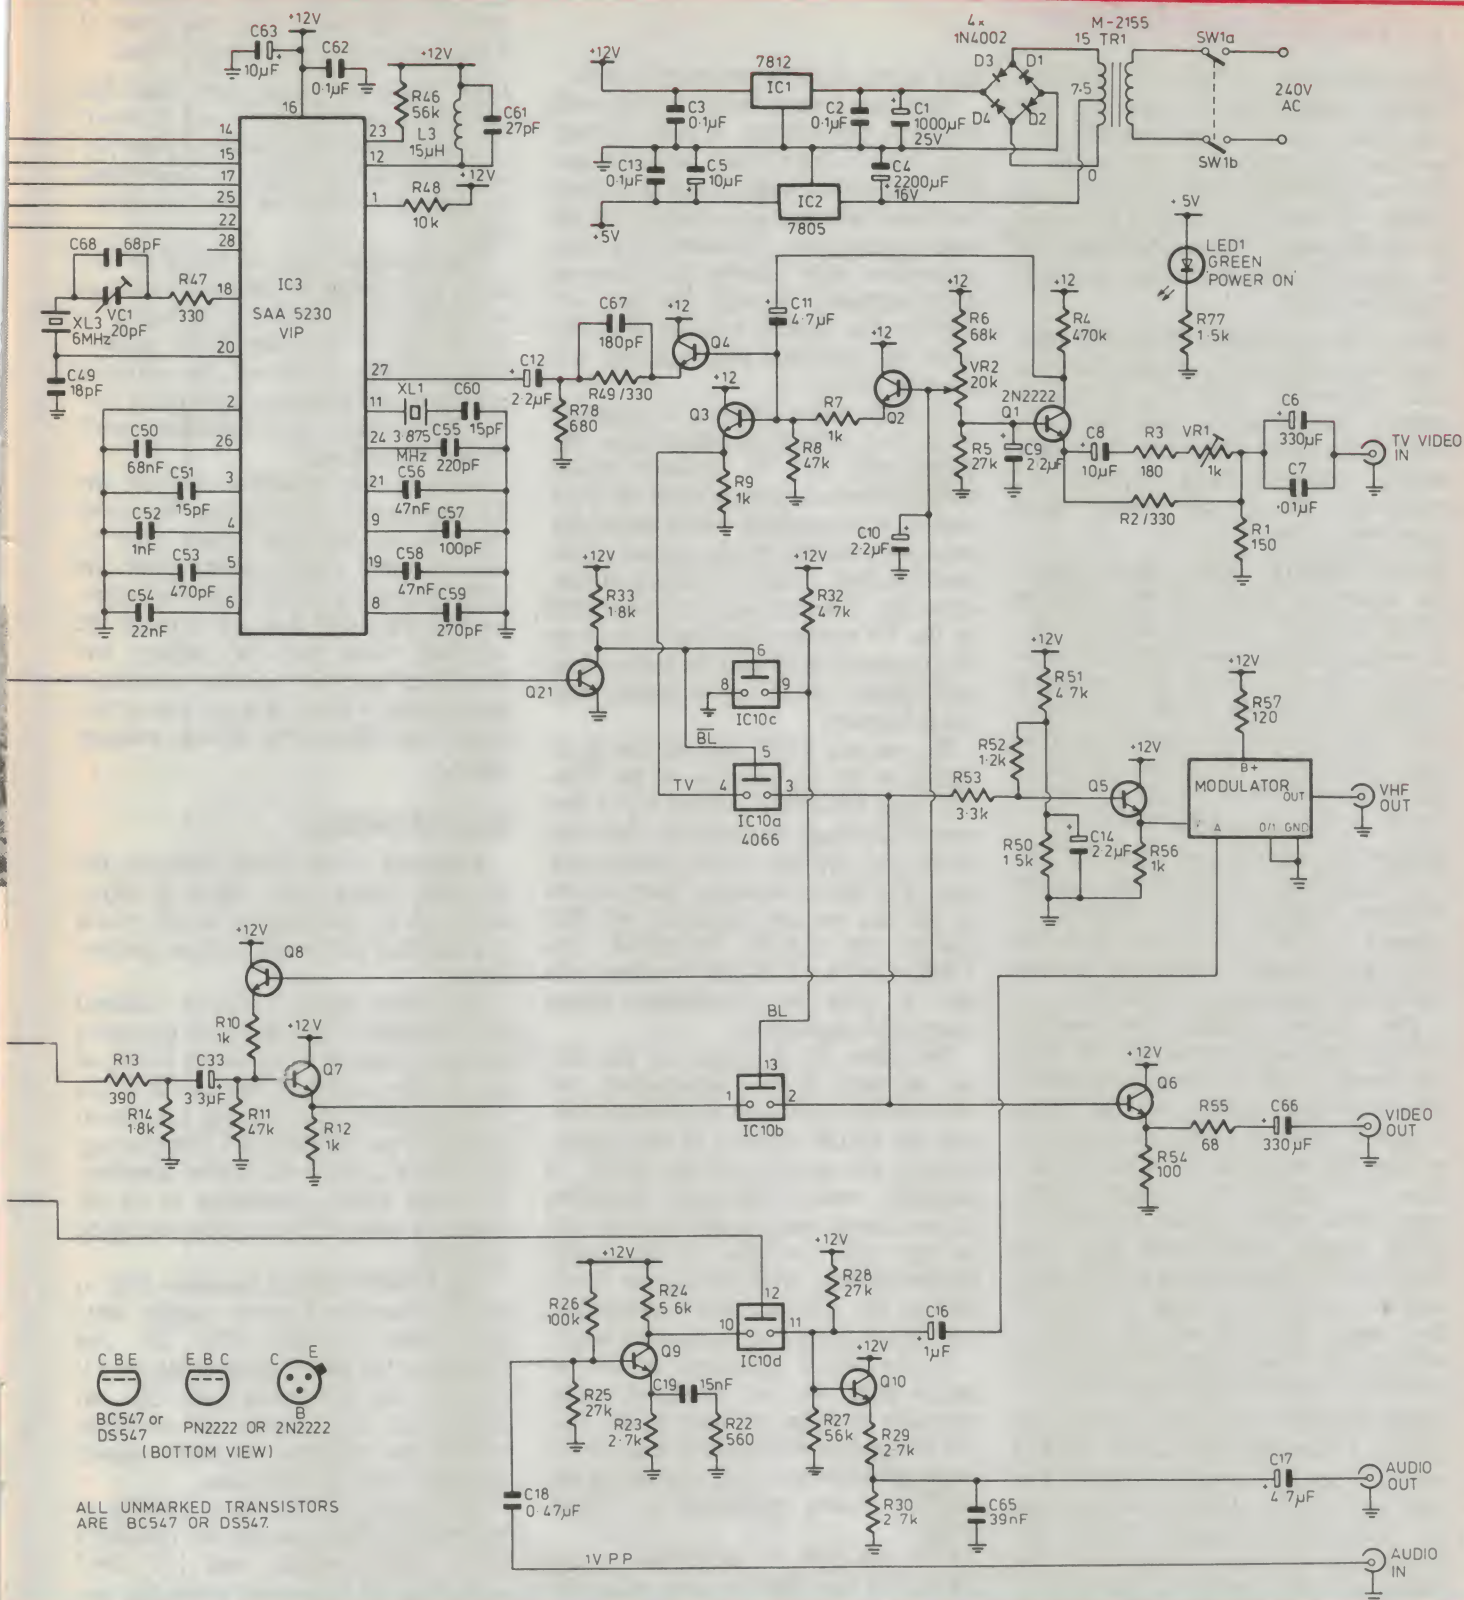 C63
10µF
+12V
C62
0·1µF
+12V
R46
56k
L3
15µH
C61
27pF
+12V
R48
10k
16
14
15
17
25
22
28
18
20
2
26
3
4
5
6
23
12
1
27
11
24
21
9
19
8
IC3
SAA 5230
VIP
C68
68pF
VC1
20pF
R47
330
XL3
6MHz
C49
18pF
C50
68nF
C51
15pF
C52
1nF
C53
470pF
C54
22nF
XL1
3·875
MHz
C60
15pF
C55
220pF
C56
47nF
C57
100pF
C58
47nF
C59
270pF
+12V
7812
IC1
C3
0·1µF
C2
0·1µF
C1
1000µF
25V
C13
0·1µF
C5
10µF
C4
2200µF
16V
IC2
7805
+5V
4x
1N4002
D3
D1
D4
D2
M-2155
15 TR1
7·5
0
SW1a
SW1b
240V
AC
+5V
LED1
GREEN
'POWER ON'
R77
1·5k
C12
2·2µF
C67
180pF
R49/330
R78
680
+12
Q4
C11
4·7µF
+12
Q3
R9
1k
R8
47k
R7
1k
+12
Q2
+12
R6
68k
VR2
20k
R5
27k
C9
2·2µF
+12
R4
470k
2N2222
Q1
C8
10µF
R3
180
VR1
1k
R2/330
C6
330µF
C7
·01µF
R1
150
TV VIDEO
IN
C10
2·2µF
+12V
R33
1·8k
+12V
R32
4·7k
Q21
6
8
9
IC10c
BL
5
TV
4
3
IC10a
4066
+12V
R51
4·7k
R52
1·2k
R53
3·3k
R50
1·5k
C14
2·2µF
+12V
Q5
R56
1k
+12V
R57
120
B+
MODULATOR
OUT
A
0/1
GND
VHF
OUT
+12V
Q8
R10
1k
+12V
R13
390
C33
3·3µF
Q7
R14
1·8k
R11
47k
R12
1k
BL
13
1
2
IC10b
+12V
Q6
R55
68
C66
330µF
R54
100
VIDEO
OUT
+12V
R26
100k
R24
5·6k
12
10
11
IC10d
+12V
R28
27k
C16
1µF
Q9
C19
15nF
R25
27k
R23
2·7k
R22
560
+12V
Q10
R27
56k
R29
2·7k
R30
2·7k
C65
39nF
C17
4·7µF
AUDIO
OUT
C18
0·47µF
1V PP
AUDIO
IN
C B E
E B C
C
E
B
BC547 or
DS547
PN2222 OR 2N2222
(BOTTOM VIEW)
ALL UNMARKED TRANSISTORS
ARE BC547 OR DS547.